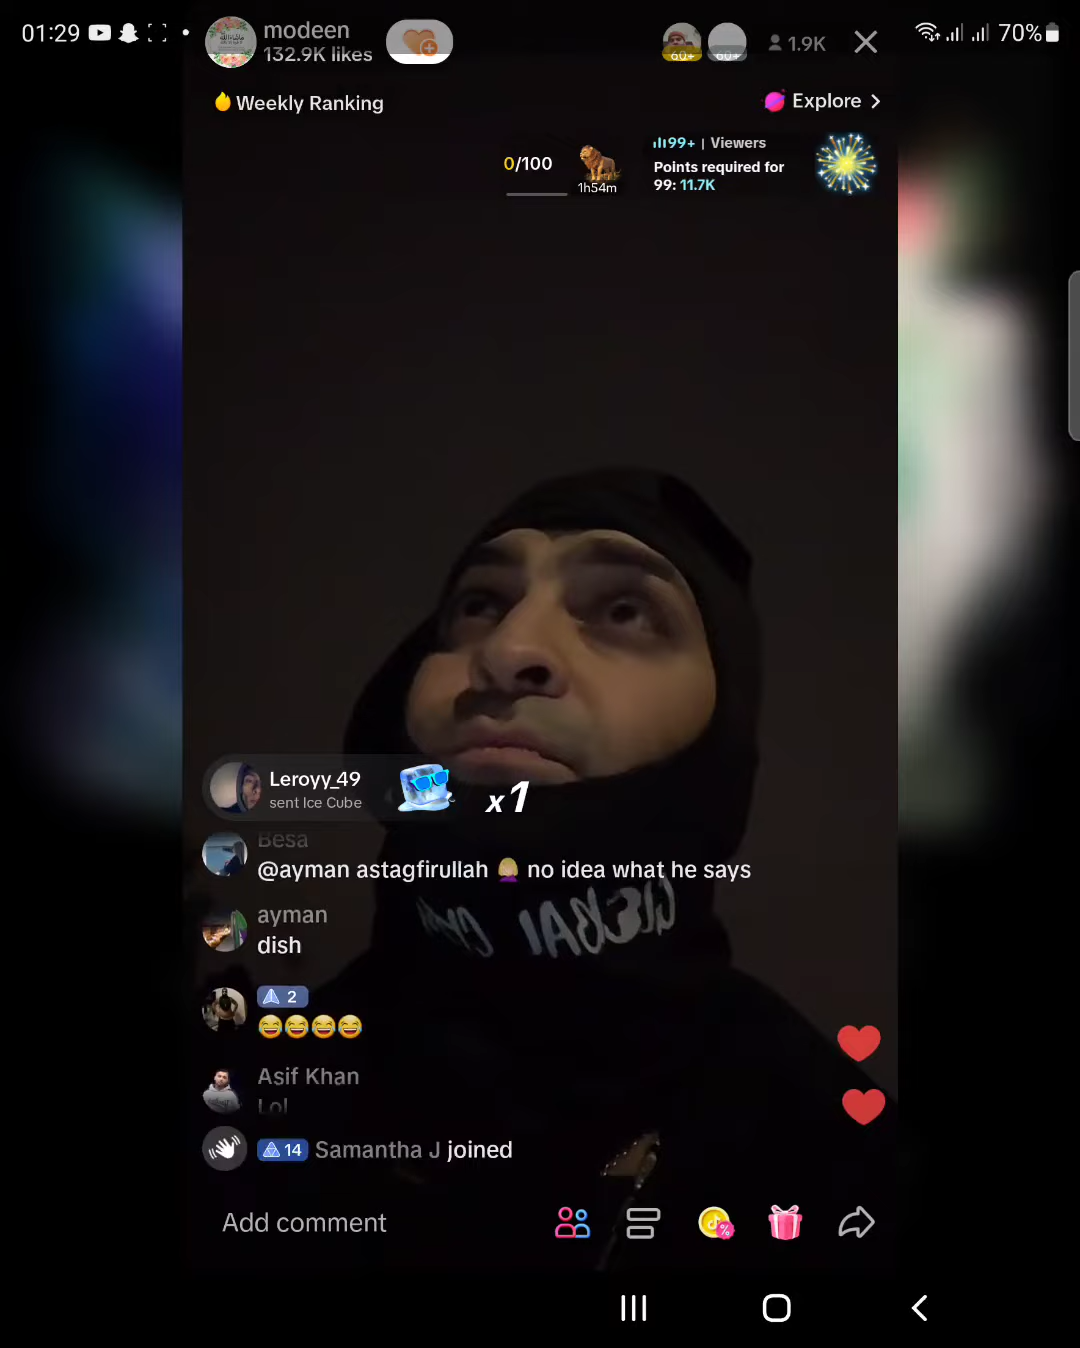 01:29
70%
modeen
132.9K likes
60+
60+
1.9K
Weekly Ranking
Explore >
0/100
1h54m
99+ | Viewers
Points required for
99: 11.7K
Leroyy_49
sent Ice Cube
x1
Besa
@ayman astagfirullah 🤦🏼‍♀️ no idea what he says
ayman
dish
2
😂😂😂😂
Asif Khan
Lol
14 Samantha J joined
Add comment